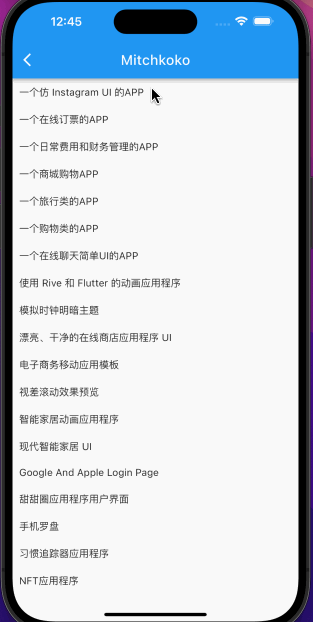 12:45
Mitchkoko
一个仿 Instagram UI 的APP
一个在线订票的APP
一个日常费用和财务管理的APP
一个商城购物APP
一个旅行类的APP
一个购物类的APP
一个在线聊天简单UI的APP
使用 Rive 和 Flutter 的动画应用程序
模拟时钟明暗主题
漂亮、干净的在线商店应用程序 UI
电子商务移动应用模板
视差滚动效果预览
智能家居动画应用程序
现代智能家居 UI
Google And Apple Login Page
甜甜圈应用程序用户界面
手机罗盘
习惯追踪器应用程序
NFT应用程序